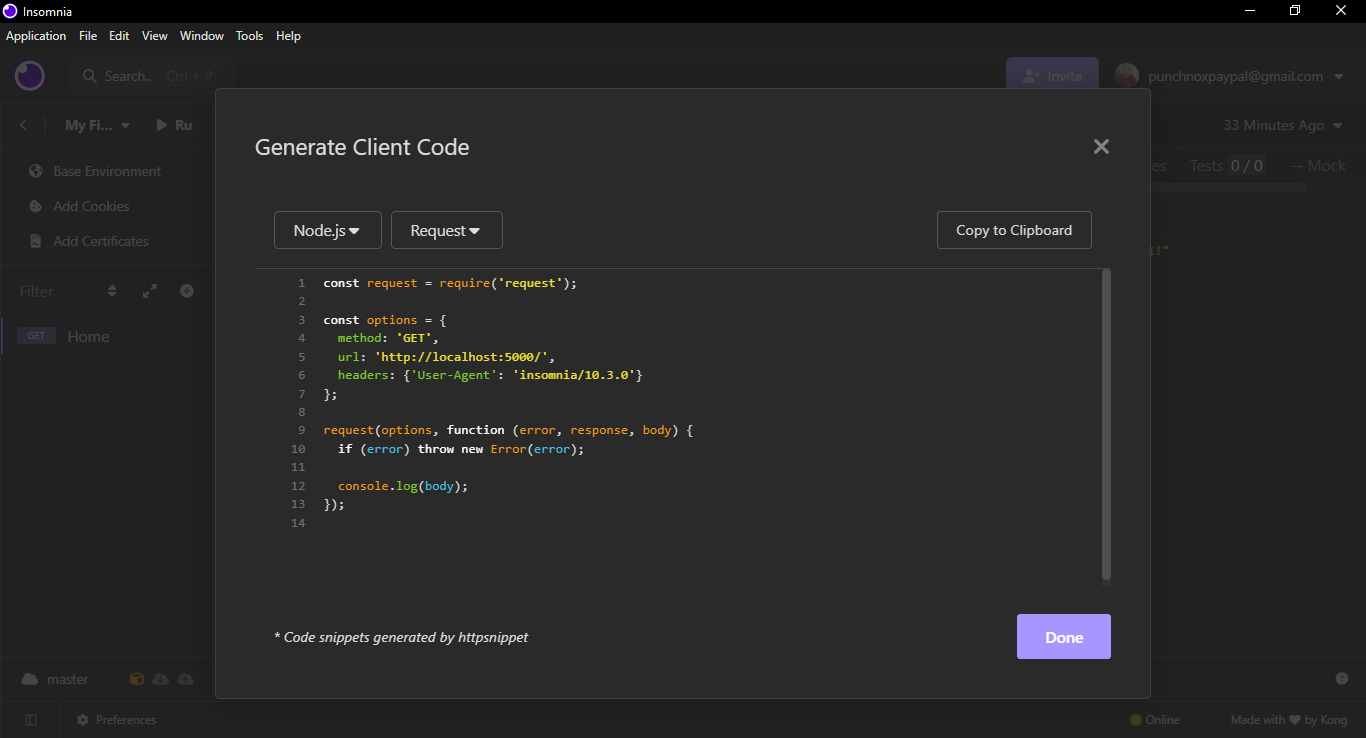 Insomnia
Application File Edit View Window Tools Help
Search.. Ctrl + P
Invite
punchnoxpaypal@gmail.com
My Fi...
Ru
33 Minutes Ago
Generate Client Code
Tests 0 / 0 → Mock
Base Environment
Add Cookies
Add Certificates
Node.js
Request
Copy to Clipboard
Filter
GET Home
1 const request = require('request');
2
3 const options = {
4 method: 'GET',
5 url: 'http://localhost:5000/',
6 headers: {'User-Agent': 'insomnia/10.3.0'}
7 };
8
9 request(options, function (error, response, body) {
10 if (error) throw new Error(error);
11
12 console.log(body);
13 });
14
* Code snippets generated by httpsnippet
Done
master
Preferences
Online
Made with ❤ by Kong